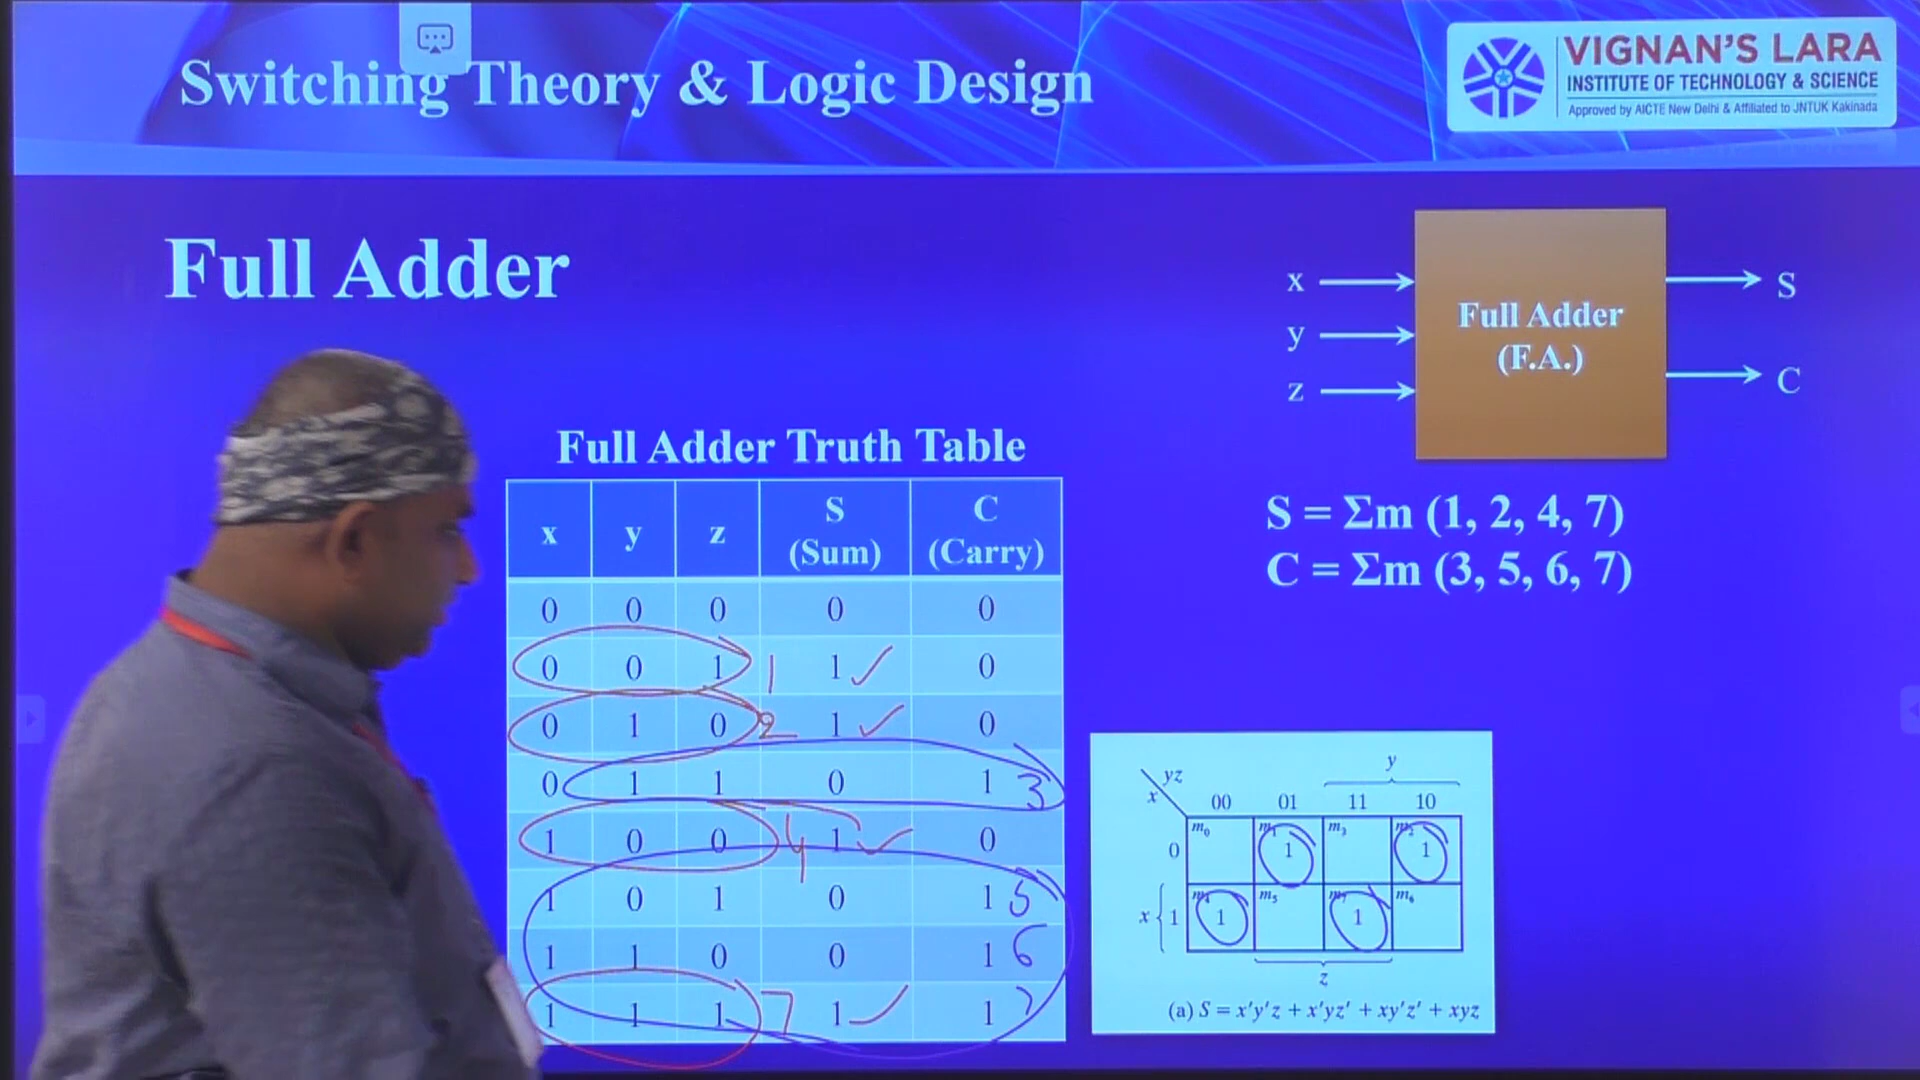 Switching Theory & Logic Design
VIGNAN'S LARA
INSTITUTE OF TECHNOLOGY & SCIENCE
Approved by AICTE New Delhi & Affiliated to JNTUK Kakinada
Full Adder
x
y
z
Full Adder
(F.A.)
S
C
S = Σm (1, 2, 4, 7)
C = Σm (3, 5, 6, 7)
Full Adder Truth Table
x y z S (Sum) C (Carry)
0 0 0 0 0
0 0 1 1 1 ✓ 0
0 1 0 2 1 ✓ 0
0 1 1 0 1 3
1 0 0 4 1 ✓ 0
1 0 1 0 1 5
1 1 0 0 1 6
1 1 1 7 1 ✓ 1 7
y
yz
x
00 01 11 10
0 m0 m1 1 m3 m2 1
x { 1 m4 1 m5 m7 1 m6
z
(a) S = x'y'z + x'yz' + xy'z' + xyz